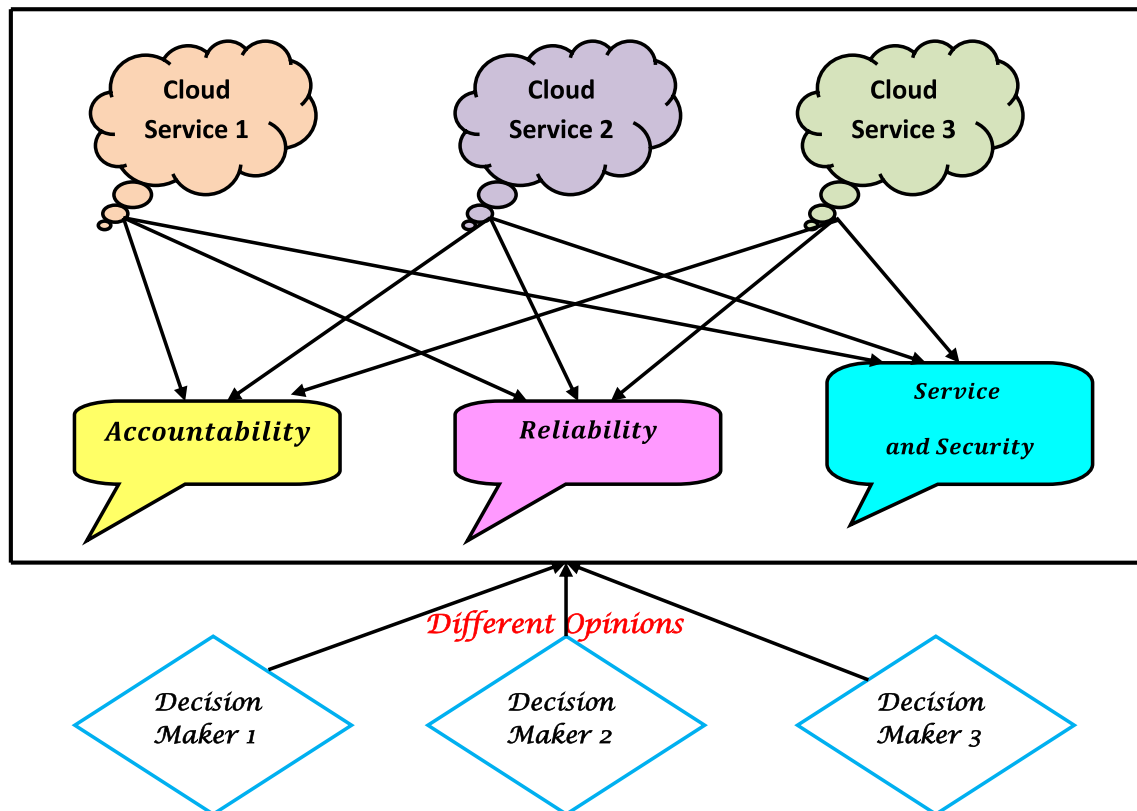 Cloud
Service 1
Cloud
Service 2
Cloud
Service 3
Accountability
Reliability
Service
and Security
Different Opinions
Decision
Maker 1
Decision
Maker 2
Decision
Maker 3